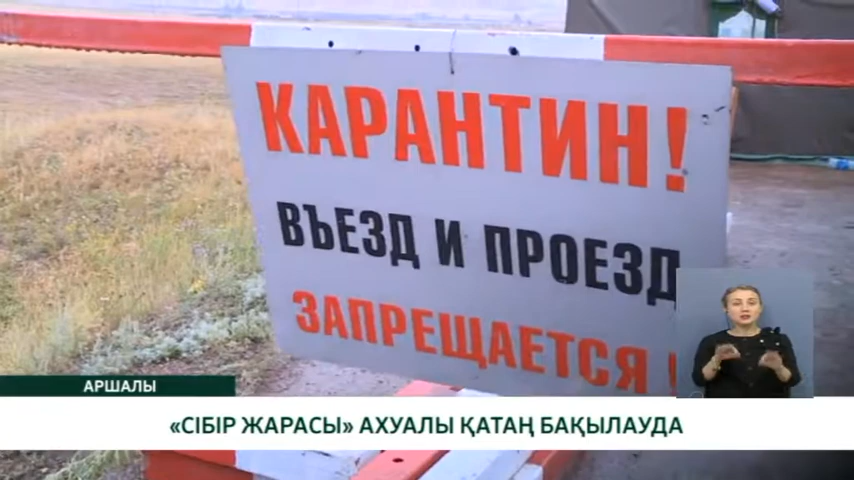 КАРАНТИН!
ВЪЕЗД И ПРОЕЗД
ЗАПРЕЩАЕТСЯ!
АРШАЛЫ
«СІБІР ЖАРАСЫ» АХУАЛЫ ҚАТАҢ БАҚЫЛАУДА